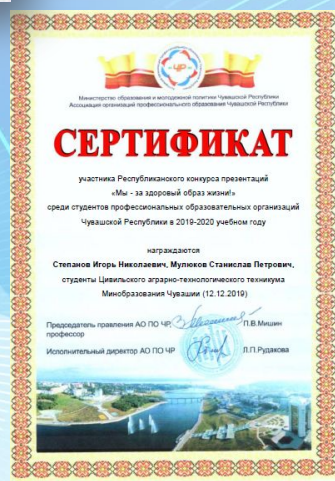 Министерство образования и молодежной политики Чувашской Республики
Ассоциация организаций профессионального образования Чувашской Республики
СЕРТИФИКАТ
участника Республиканского конкурса презентаций
«Мы - за здоровый образ жизни!»
среди студентов профессиональных образовательных организаций
Чувашской Республики в 2019-2020 учебном году
награждаются
Степанов Игорь Николаевич, Мулюков Станислав Петрович,
студенты Цивильского аграрно-технологического техникума
Минобразования Чувашии (12.12.2019)
Председатель правления АО ПО ЧР, П.В.Мишин
профессор
Исполнительный директор АО ПО ЧР Л.П.Рудакова